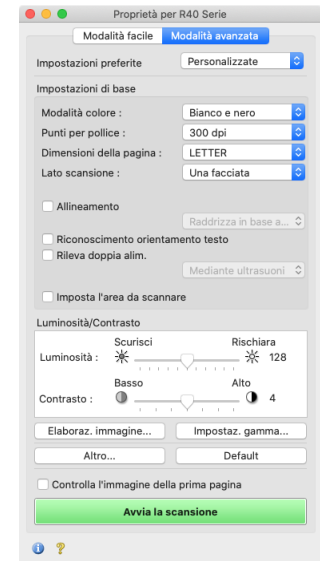 Proprietà per R40 Serie
Modalità facile Modalità avanzata
Impostazioni preferite Personalizzate
Impostazioni di base
Modalità colore : Bianco e nero
Punti per pollice : 300 dpi
Dimensioni della pagina : LETTER
Lato scansione : Una facciata
Allineamento
Raddrizza in base a...
Riconoscimento orientamento testo
Rileva doppia alim.
Mediante ultrasuoni
Imposta l'area da scannare
Luminosità/Contrasto
Scurisci Rischiara
Luminosità : 128
Basso Alto
Contrasto : 4
Elaboraz. immagine... Impostaz. gamma...
Altro... Default
Controlla l'immagine della prima pagina
Avvia la scansione